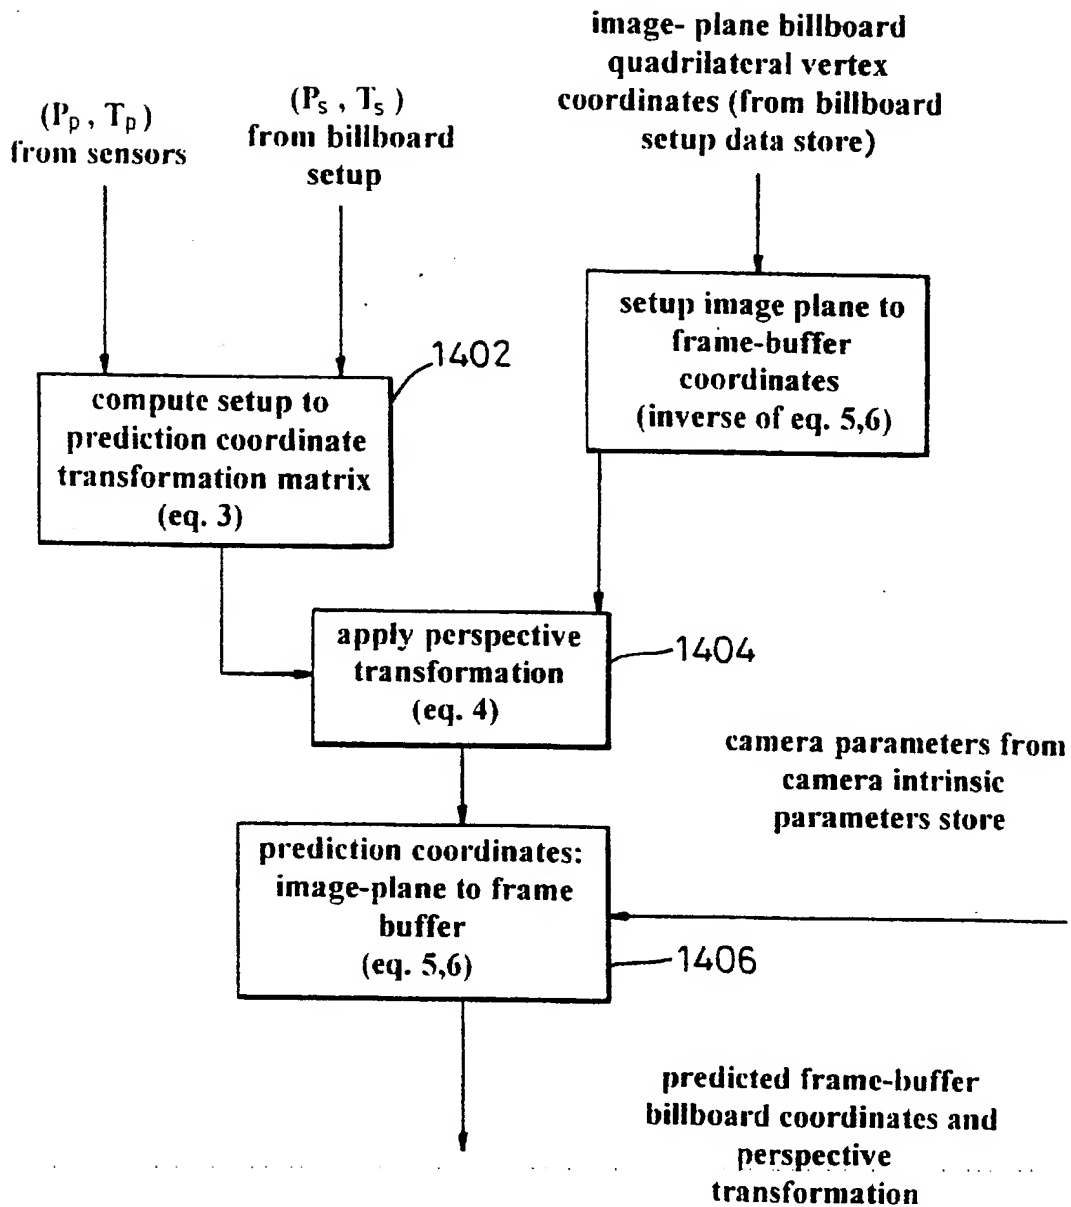 image- plane billboard
quadrilateral vertex
coordinates (from billboard
setup data store)
(Pp , Tp)
from sensors
(Ps , Ts )
from billboard
setup
setup image plane to
frame-buffer
coordinates
(inverse of eq. 5,6)
1402
compute setup to
prediction coordinate
transformation matrix
(eq. 3)
apply perspective
transformation
(eq. 4)
1404
camera parameters from
camera intrinsic
parameters store
prediction coordinates:
image-plane to frame
buffer
(eq. 5,6)
1406
predicted frame-buffer
billboard coordinates and
perspective
transformation